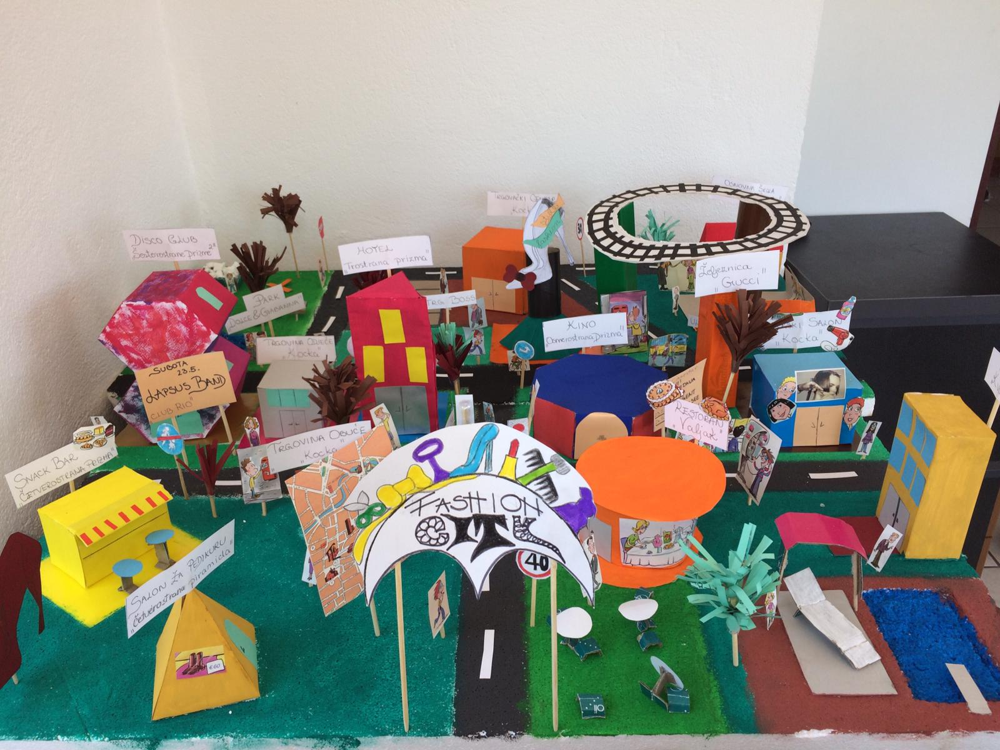 OSNOVNA ŠKOLA
TRGOVAČKI CENTAR
DISCO CLUB
"Šesterostrane prizme"
HOTEL
"Trostrana prizma"
Željeznica
"Gucci"
PARK
DOLCE & GABANNA
TRG BOSS
KINO
"Osmerostrana prizma"
SALON
"KOCKA"
TRGOVINA ODJEĆE
"KOCKA"
SUBOTA
23.5.
LAPSUS BAND
"CLUB RIO"
RESTORAN
"Valjak"
TRGOVINA OBUĆE
"Kocka"
SNACK BAR
"ČETVEROSTRANA PRIZMA"
FASHION
CITY
40
SALON ZA PEDIKURU
"Četverostrana piramida"
€60